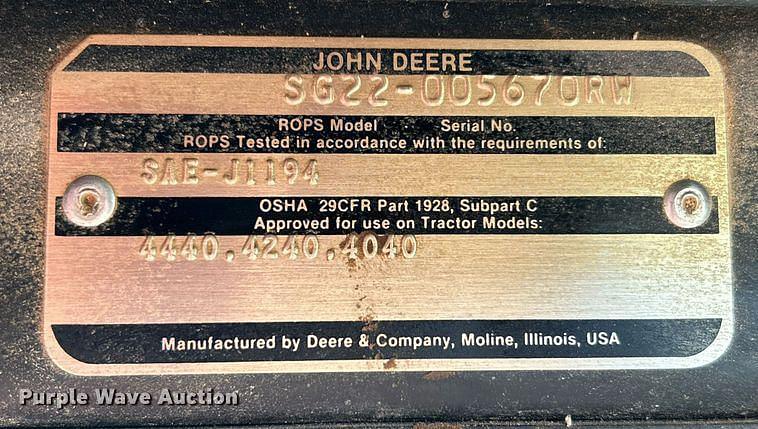 JOHN DEERE
SG22-005670RW
ROPS Model Serial No.
ROPS Tested in accordance with the requirements of:
SAE-J1194
OSHA 29CFR Part 1928, Subpart C
Approved for use on Tractor Models:
4440,4240,4040
Manufactured by Deere & Company, Moline, Illinois, USA
Purple Wave Auction